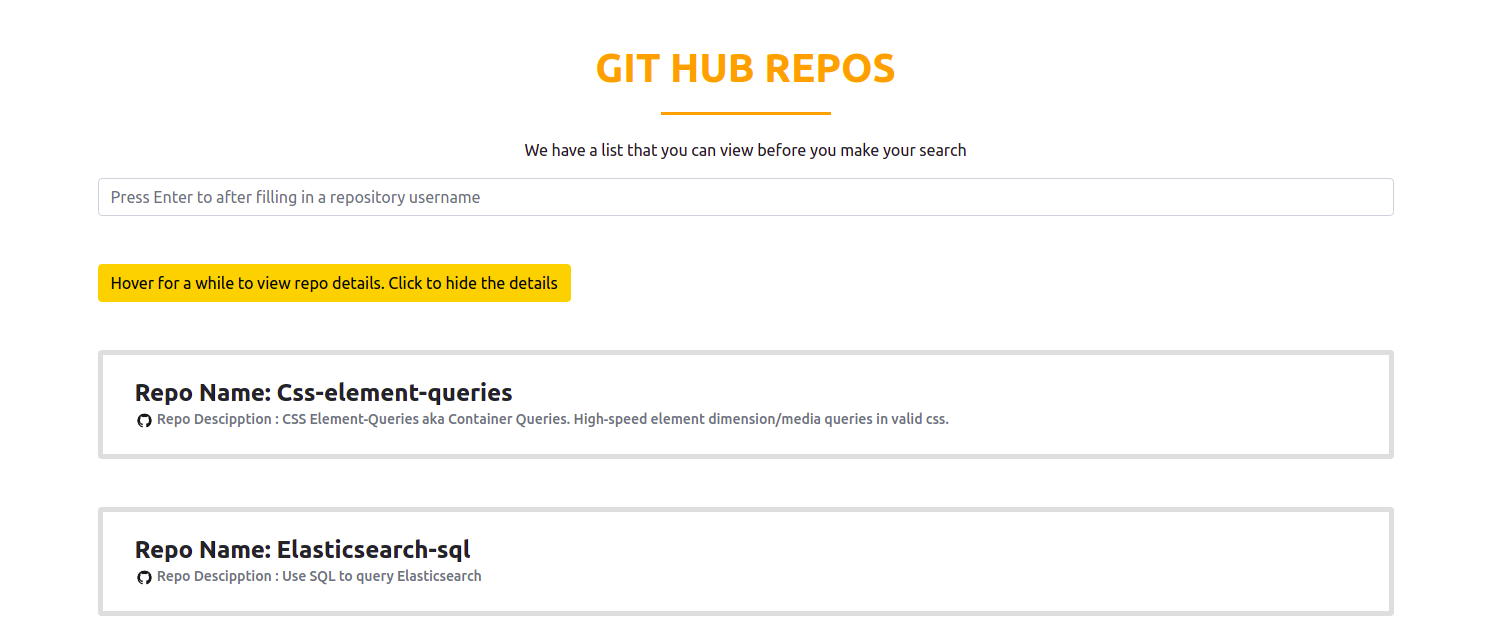 GIT HUB REPOS
We have a list that you can view before you make your search
Press Enter to after filling in a repository username
Hover for a while to view repo details. Click to hide the details
Repo Name: Css-element-queries
Repo Descipption : CSS Element-Queries aka Container Queries. High-speed element dimension/media queries in valid css.
Repo Name: Elasticsearch-sql
Repo Descipption : Use SQL to query Elasticsearch